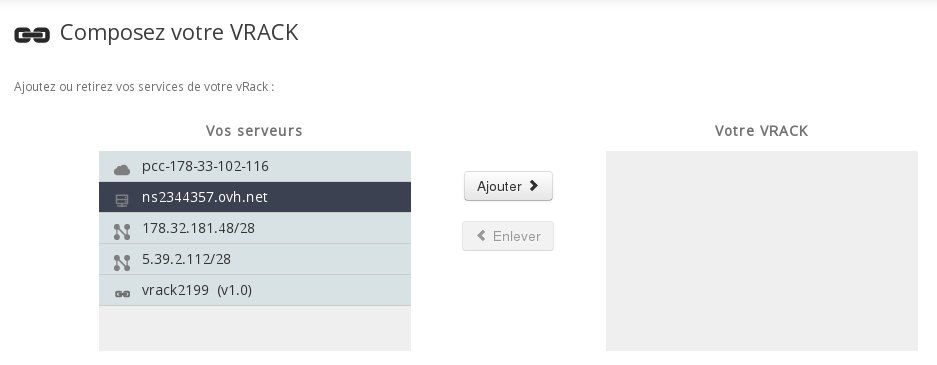 Composez votre VRACK
Ajoutez ou retirez vos services de votre vRack :
Vos serveurs
pcc-178-33-102-116
ns2344357.ovh.net
178.32.181.48/28
5.39.2.112/28
vrack2199 (v1.0)
Ajouter
Enlever
Votre VRACK